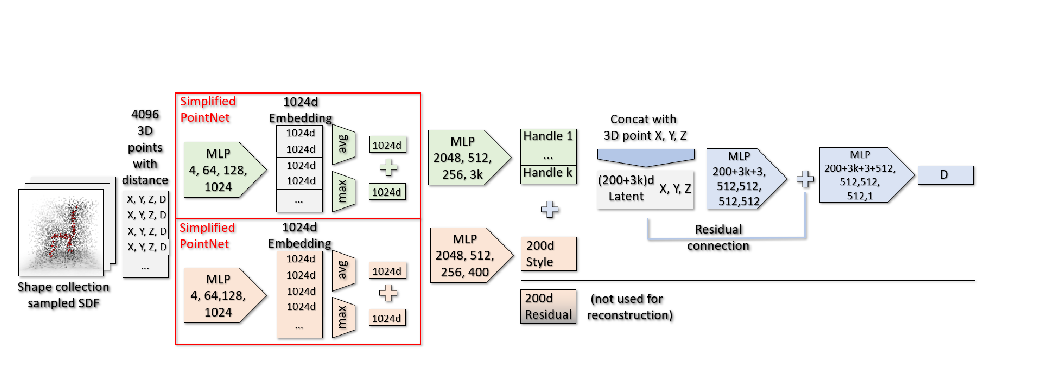 4096
3D
points
with
distance
X, Y, Z, D
X, Y, Z, D
X, Y, Z, D
X, Y, Z, D
...
Shape collection
sampled SDF
Simplified
PointNet
MLP
4, 64, 128,
1024
1024d
Embedding
1024d
1024d
1024d
1024d
...
avg
max
1024d
1024d
MLP
2048, 512,
256, 3k
Handle 1
...
Handle k
Simplified
PointNet
MLP
4, 64,128,
1024
1024d
Embedding
1024d
1024d
1024d
1024d
...
avg
max
1024d
1024d
MLP
2048, 512,
256, 400
200d
Style
200d
Residual
(not used for
reconstruction)
Concat with
3D point X, Y, Z
(200+3k)d
Latent
X, Y, Z
MLP
200+3k+3,
512,512,
512,512
Residual
connection
MLP
200+3k+3+512,
512,512,
512,1
D